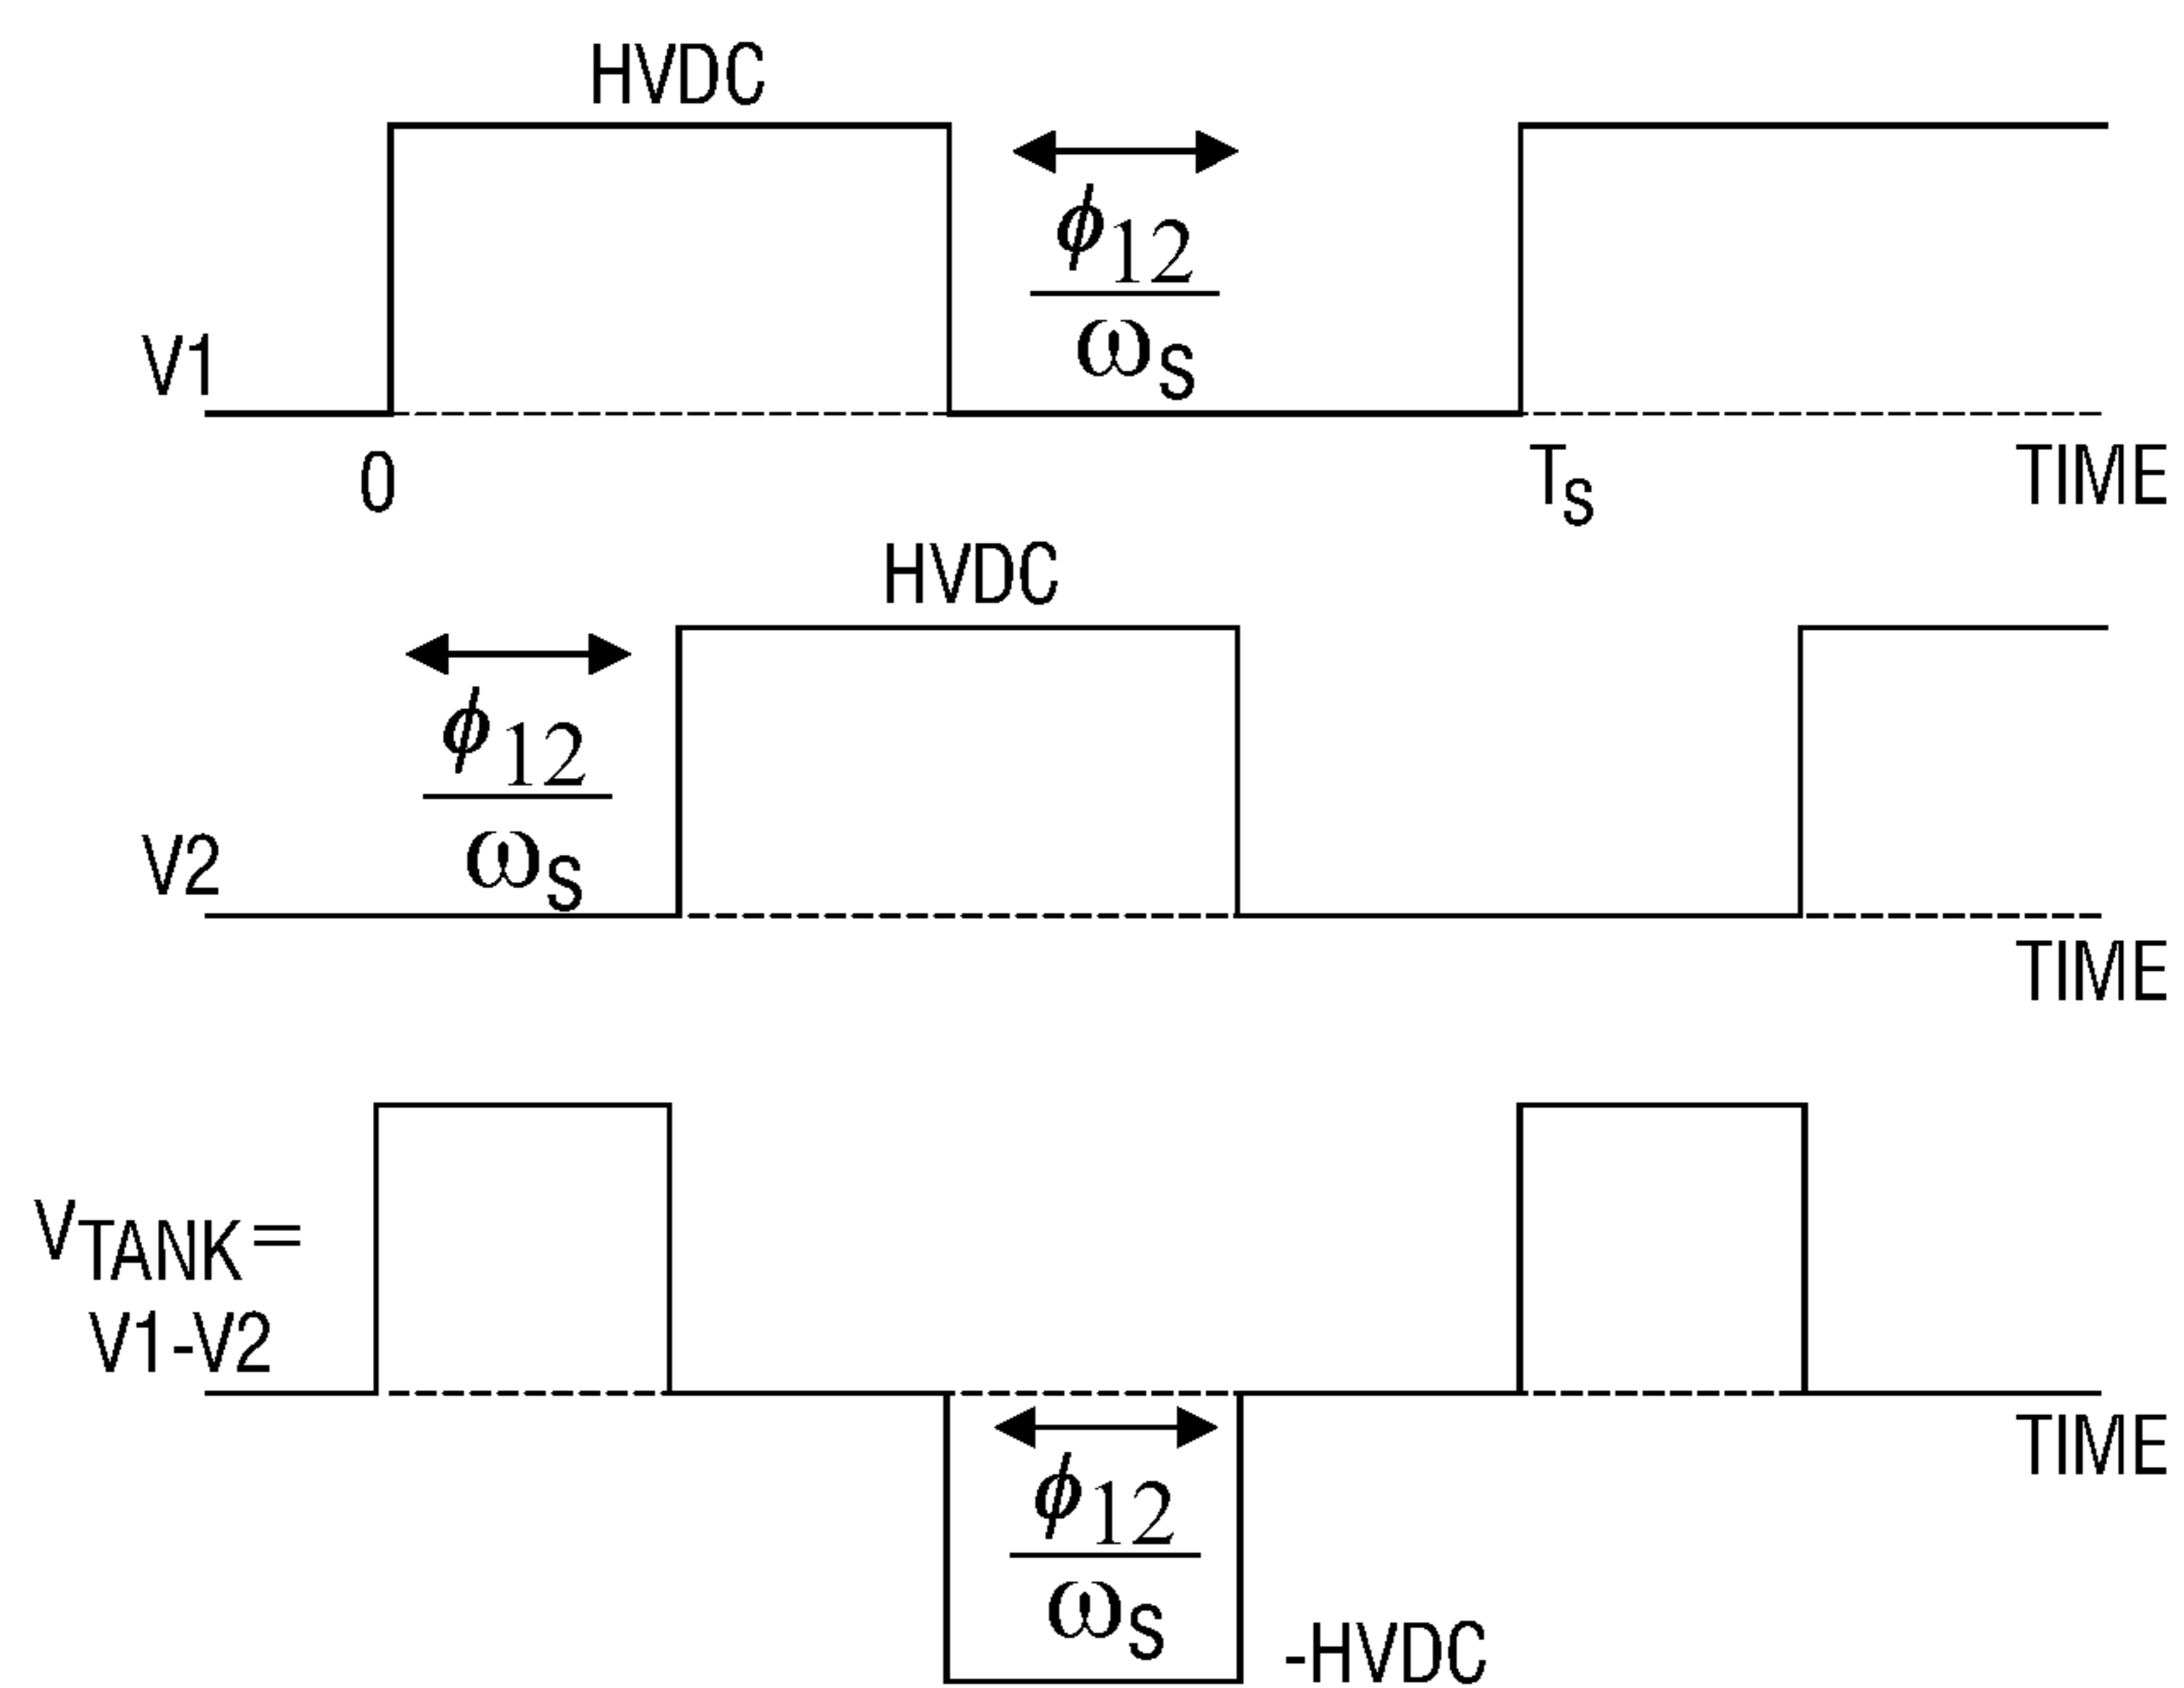 HVDC
ϕ12
ωS
V1
0
TS
TIME
HVDC
ϕ12
ωS
V2
TIME
VTANK=
V1-V2
TIME
ϕ12
ωS
-HVDC